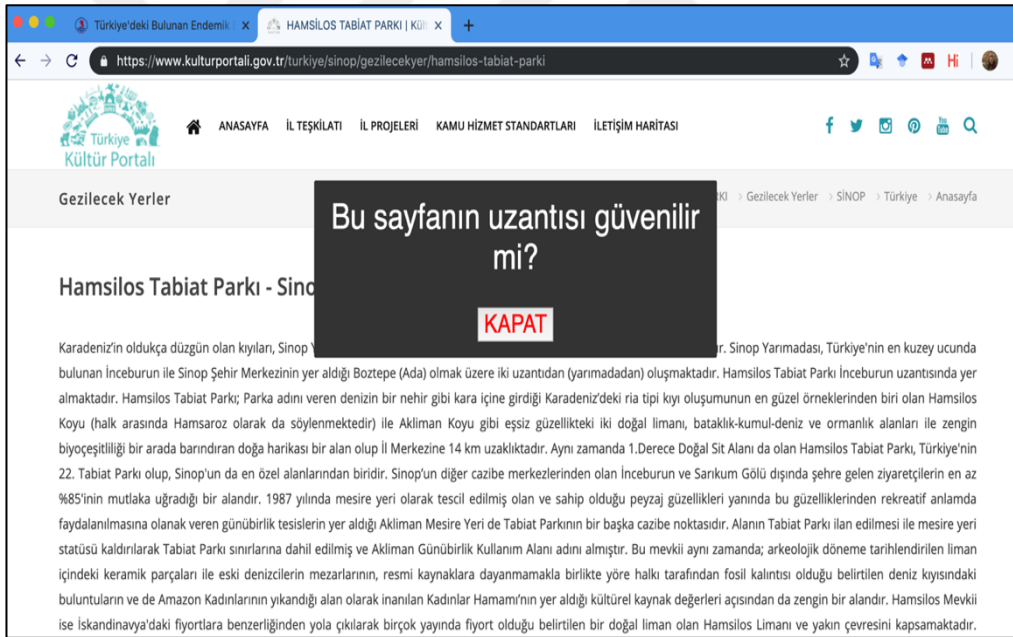 Türkiye'deki Bulunan Endemik
HAMSİLOS TABİAT PARKI | Kült
https://www.kulturportali.gov.tr/turkiye/sinop/gezilecekyer/hamsilos-tabiat-parki
Hi
Türkiye
Kültür Portalı
ANASAYFA İL TEŞKİLATI İL PROJELERİ KAMU HİZMET STANDARTLARI İLETİŞİM HARİTASI
You Tube
Gezilecek Yerler
> Gezilecek Yerler > SİNOP > Türkiye > Anasayfa
Bu sayfanın uzantısı güvenilir
mi?
KAPAT
Hamsilos Tabiat Parkı - Sino
Karadeniz'in oldukça düzgün olan kıyıları, Sinop Sinop Yarımadası, Türkiye'nin en kuzey ucunda
bulunan İnceburun ile Sinop Şehir Merkezinin yer aldığı Boztepe (Ada) olmak üzere iki uzantıdan (yarımadadan) oluşmaktadır. Hamsilos Tabiat Parkı İnceburun uzantısında yer
almaktadır. Hamsilos Tabiat Parkı; Parka adını veren denizin bir nehir gibi kara içine girdiği Karadeniz'deki ria tipi kıyı oluşumunun en güzel örneklerinden biri olan Hamsilos
Koyu (halk arasında Hamsaroz olarak da söylenmektedir) ile Akliman Koyu gibi eşsiz güzellikteki iki doğal limanı, bataklık-kumul-deniz ve ormanlık alanları ile zengin
biyoçeşitliliği bir arada barındıran doğa harikası bir alan olup İl Merkezine 14 km uzaklıktadır. Aynı zamanda 1.Derece Doğal Sit Alanı da olan Hamsilos Tabiat Parkı, Türkiye'nin
22. Tabiat Parkı olup, Sinop'un da en özel alanlarından biridir. Sinop'un diğer cazibe merkezlerinden olan İnceburun ve Sarıkum Gölü dışında şehre gelen ziyaretçilerin en az
%85'inin mutlaka uğradığı bir alandır. 1987 yılında mesire yeri olarak tescil edilmiş olan ve sahip olduğu peyzaj güzellikleri yanında bu güzelliklerinden rekreatif anlamda
faydalanılmasına olanak veren günübirlik tesislerin yer aldığı Akliman Mesire Yeri de Tabiat Parkının bir başka cazibe noktasıdır. Alanın Tabiat Parkı ilan edilmesi ile mesire yeri
statüsü kaldırılarak Tabiat Parkı sınırlarına dahil edilmiş ve Akliman Günübirlik Kullanım Alanı adını almıştır. Bu mevkii aynı zamanda; arkeolojik döneme tarihlendirilen liman
içindeki keramik parçaları ile eski denizcilerin mezarlarının, resmi kaynaklara dayanmamakla birlikte yöre halkı tarafından fosil kalıntısı olduğu belirtilen deniz kıyısındaki
buluntuların ve de Amazon Kadınlarının yıkandığı alan olarak inanılan Kadınlar Hamamı'nın yer aldığı kültürel kaynak değerleri açısından da zengin bir alandır. Hamsilos Mevkii
ise İskandinavya'daki fiyortlara benzerliğinden yola çıkılarak birçok yayında fiyort olduğu belirtilen bir doğal liman olan Hamsilos Limanı ve yakın çevresini kapsamaktadır.